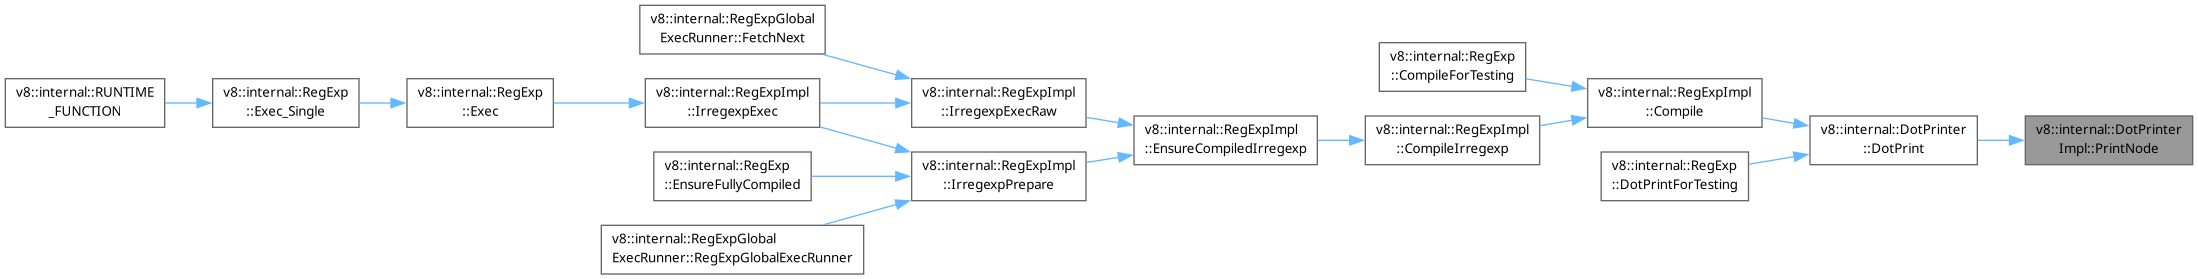 v8::internal::RUNTIME
_FUNCTION
v8::internal::RegExp
::Exec_Single
v8::internal::RegExp
::Exec
v8::internal::RegExpGlobal
ExecRunner::FetchNext
v8::internal::RegExpImpl
::IrregexpExec
v8::internal::RegExp
::EnsureFullyCompiled
v8::internal::RegExpGlobal
ExecRunner::RegExpGlobalExecRunner
v8::internal::RegExpImpl
::IrregexpExecRaw
v8::internal::RegExpImpl
::IrregexpPrepare
v8::internal::RegExpImpl
::EnsureCompiledIrregexp
v8::internal::RegExp
::CompileForTesting
v8::internal::RegExpImpl
::CompileIrregexp
v8::internal::RegExpImpl
::Compile
v8::internal::RegExp
::DotPrintForTesting
v8::internal::DotPrinter
::DotPrint
v8::internal::DotPrinter
Impl::PrintNode